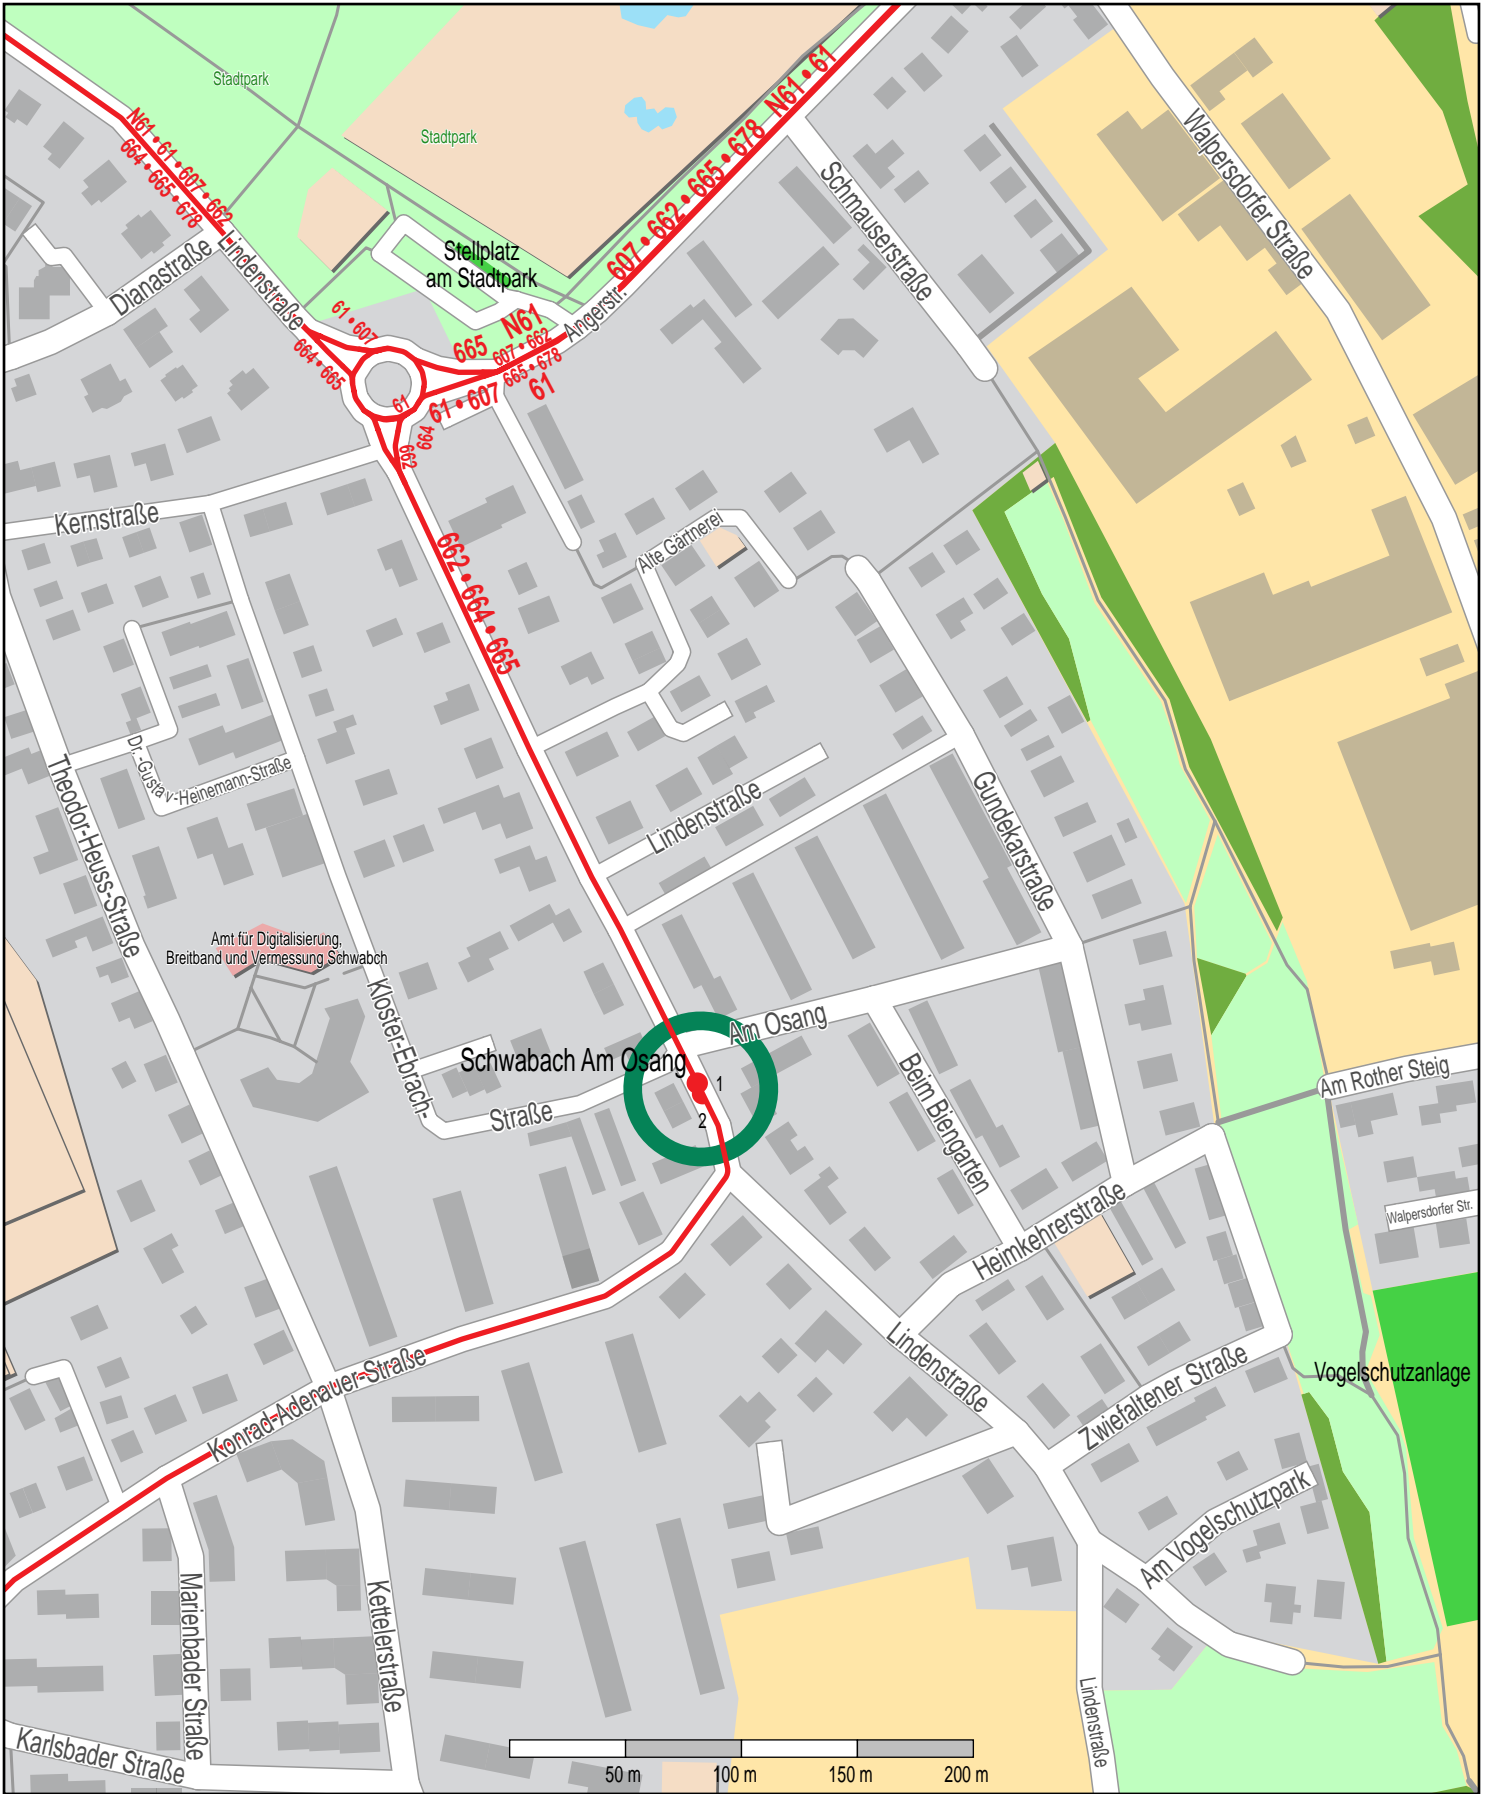 Stadtpark
Stadtpark
N61 • 61 • 607 • 662
664 • 665 • 678
607 • 662 • 665 • 678 N61 • 61
Walpersdorfer Straße
Schmauserstraße
Dianastraße
Lindenstraße
Stellplatz
am Stadtpark
Angerstr.
61 • 607
664 • 665
665 N61
607 • 662
665 • 678
61 • 607 61
61
662
664
Kernstraße
662 • 664 • 665
Alte Gärtnerei
Dr.-Gustav-Heinemann-Straße
Theodor-Heuss-Straße
Lindenstraße
Gundekarstraße
Amt für Digitalisierung,
Breitband und Vermessung Schwabch
Kloster-Ebrach-
Straße
Schwabach Am Osang
1
2
Am Osang
Beim Biengarten
Am Rother Steig
Heimkehrerstraße
Walpersdorfer Str.
Konrad-Adenauer-Straße
Lindenstraße
Zwiefaltener Straße
Vogelschutzanlage
Am Vogelschutzpark
Marienbader Straße
Kettelerstraße
Lindenstraße
Karlsbader Straße
50 m 100 m 150 m 200 m